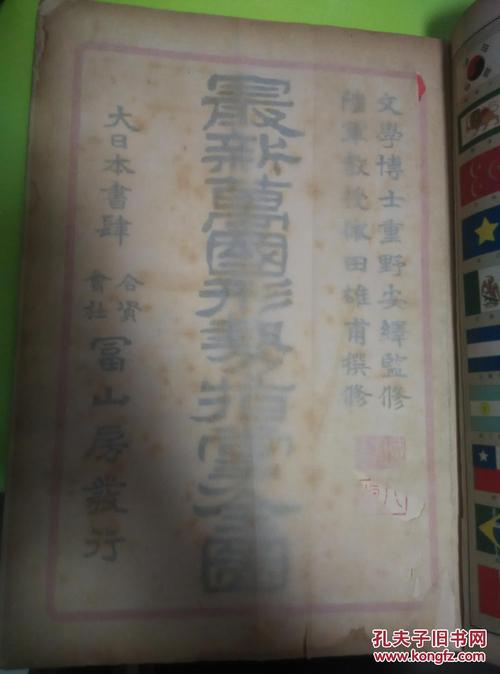 文學博士重野安繹監修
陸軍教授依田雄甫撰修
最新萬國形勢指掌全圖
大日本書肆 合資會社 冨山房發行
孔夫子旧书网
www.kongfz.com